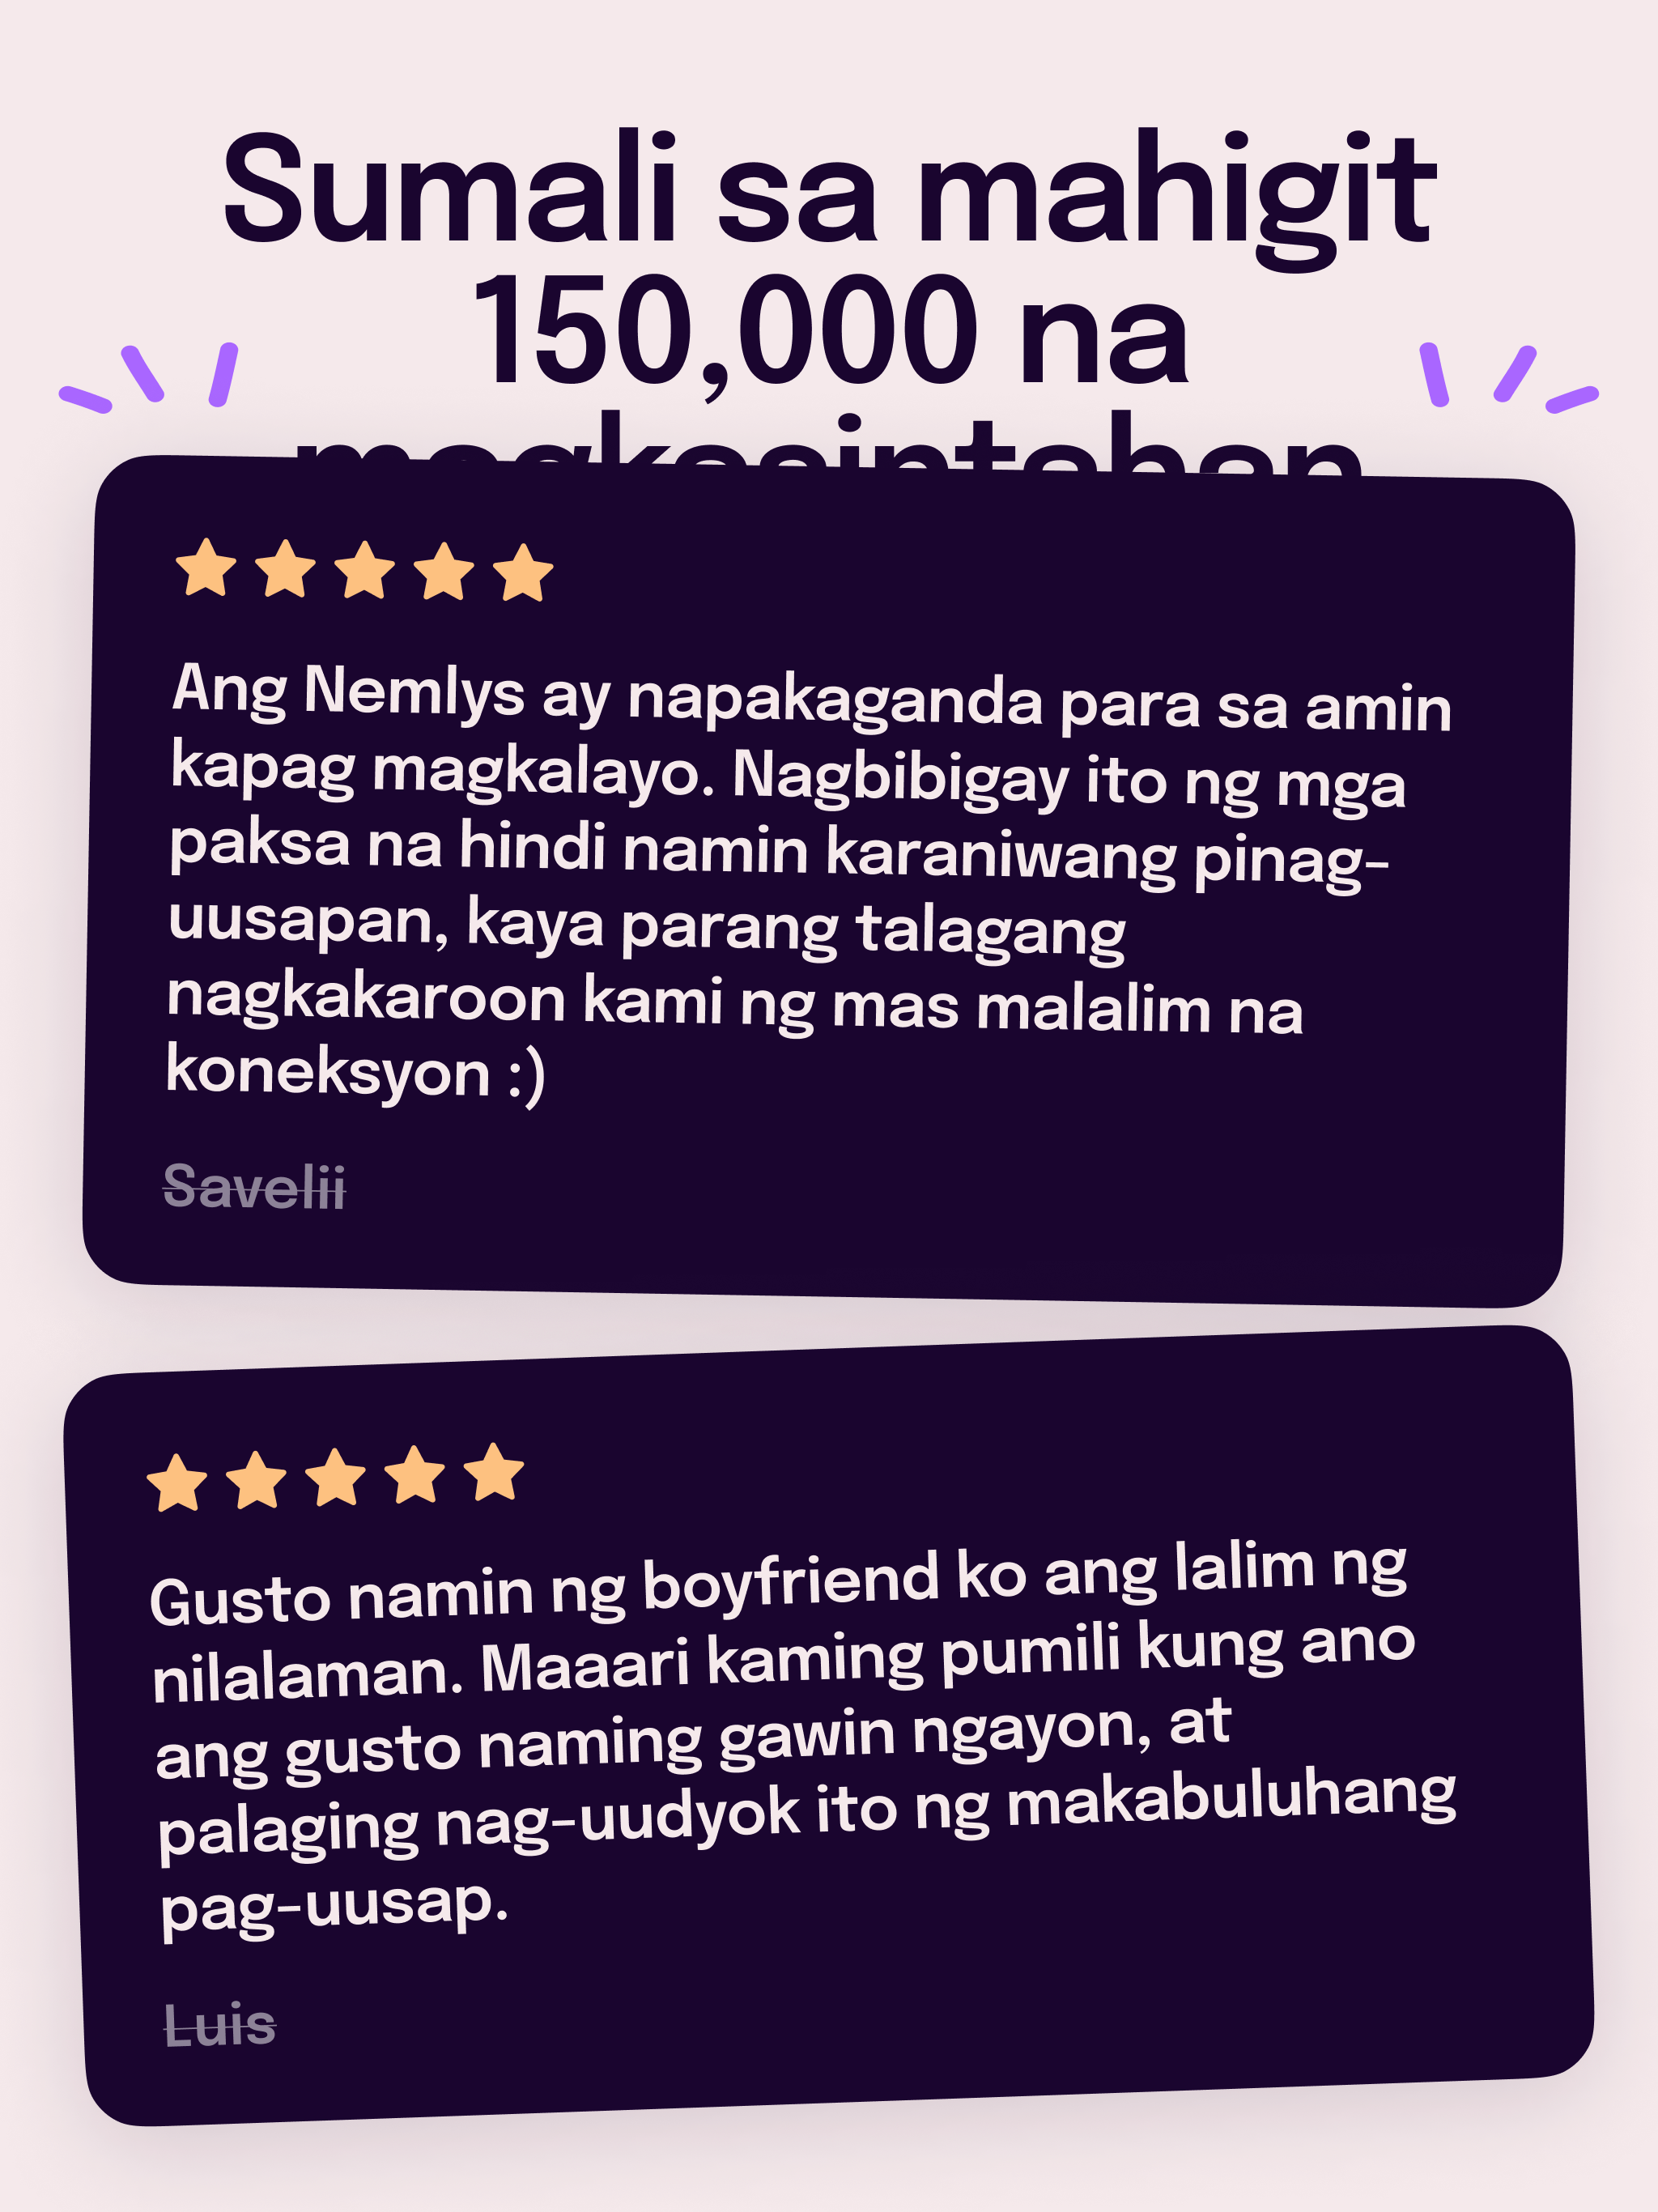 Sumali sa mahigit
150,000 na
Ang Nemlys ay napakaganda para sa amin
kapag magkalayo. Nagbibigay ito ng mga
paksa na hindi namin karaniwang pinag-
uusapan, kaya parang talagang
nagkakaroon kami ng mas malalim na
koneksyon :)
Savelii
Gusto namin ng boyfriend ko ang lalim ng
nilalaman. Maaari kaming pumili kung ano
ang gusto naming gawin ngayon, at
palaging nag-uudyok ito ng makabuluhang
pag-uusap.
Luis